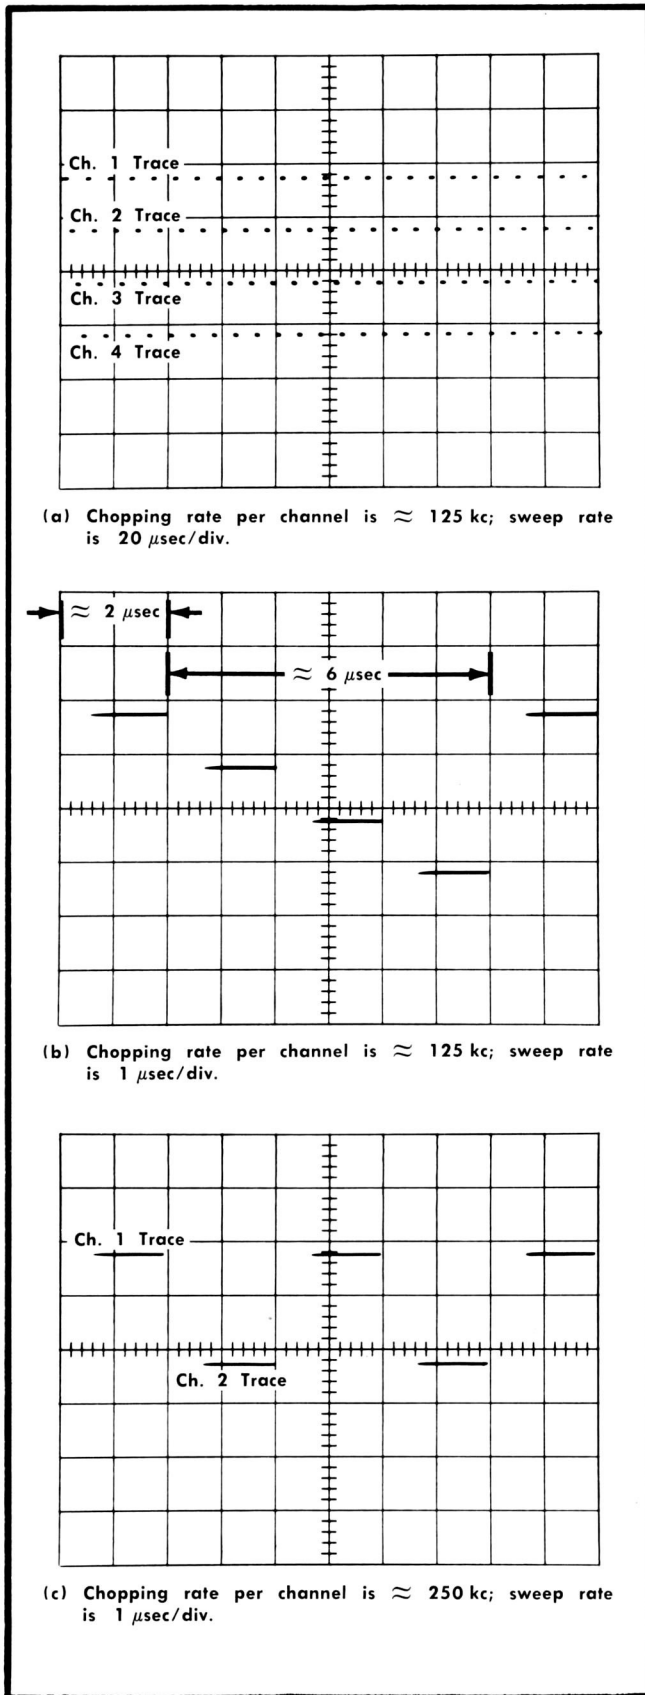 Ch. 1 Trace
Ch. 2 Trace
Ch. 3 Trace
Ch. 4 Trace
(a) Chopping rate per channel is ≈ 125 kc; sweep rate
is 20 μsec/div.
≈ 2 μsec
≈ 6 μsec
(b) Chopping rate per channel is ≈ 125 kc; sweep rate
is 1 μsec/div.
Ch. 1 Trace
Ch. 2 Trace
(c) Chopping rate per channel is ≈ 250 kc; sweep rate
is 1 μsec/div.